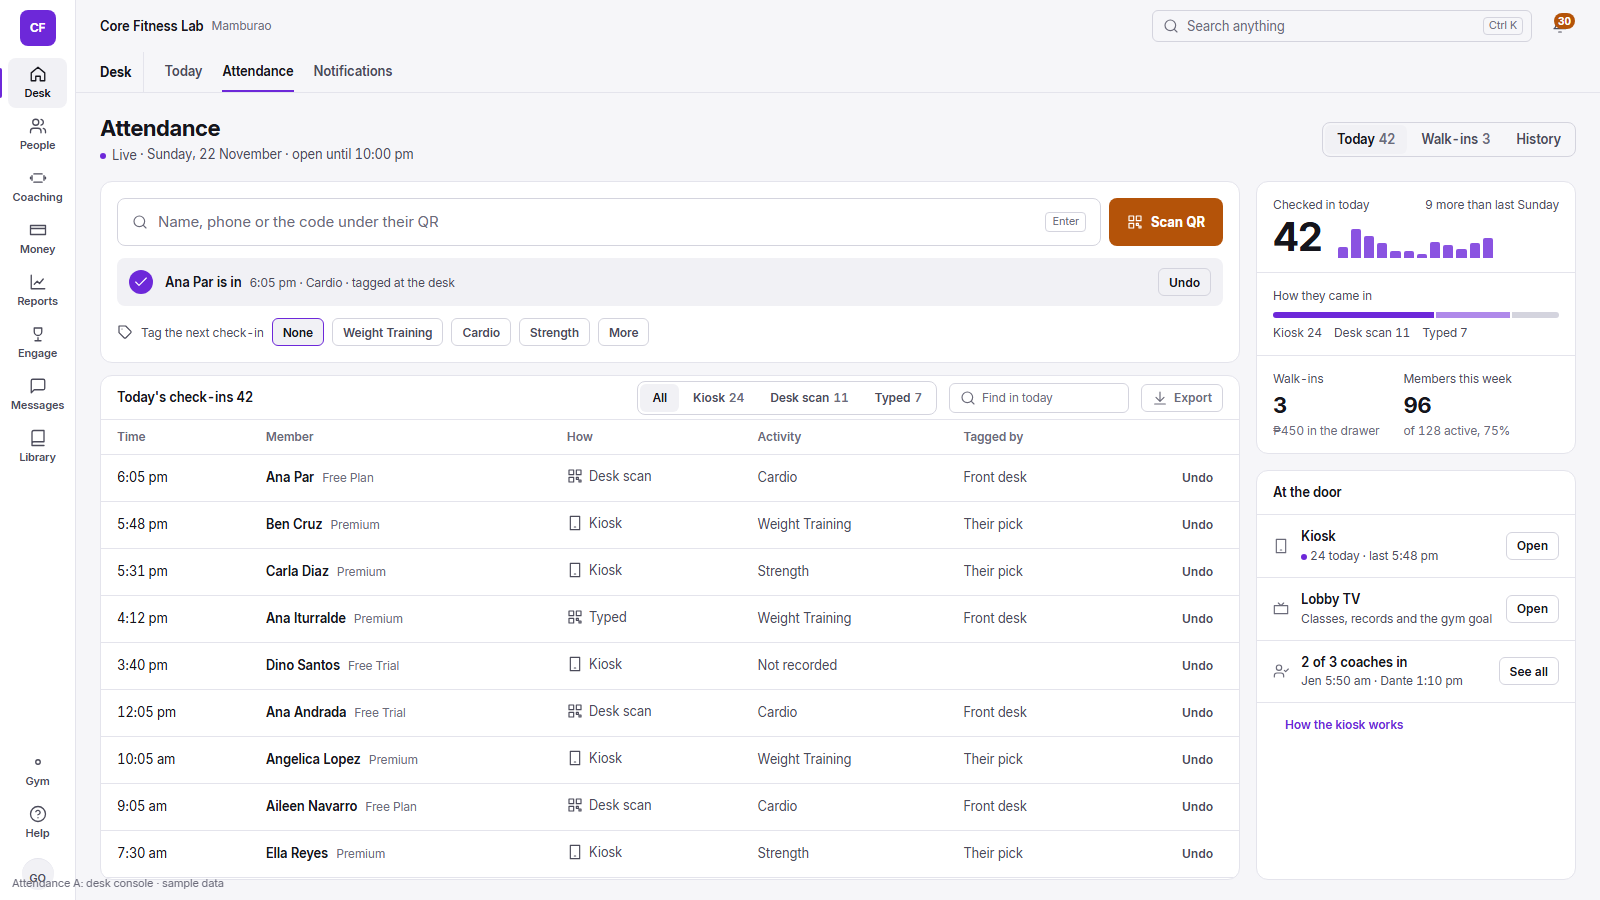 CF
Core Fitness Lab Mamburao
Search anything Ctrl K
30
Desk
People
Coaching
Money
Reports
Engage
Messages
Library
Gym
Help
GO
Desk Today Attendance Notifications
Attendance
Live · Sunday, 22 November · open until 10:00 pm
Today 42 Walk-ins 3 History
Name, phone or the code under their QR Enter
Scan QR
Ana Par is in 6:05 pm · Cardio · tagged at the desk Undo
Tag the next check-in None Weight Training Cardio Strength More
Today's check-ins 42 All Kiosk 24 Desk scan 11 Typed 7 Find in today Export
Time Member How Activity Tagged by
6:05 pm Ana Par Free Plan Desk scan Cardio Front desk Undo
5:48 pm Ben Cruz Premium Kiosk Weight Training Their pick Undo
5:31 pm Carla Diaz Premium Kiosk Strength Their pick Undo
4:12 pm Ana Iturralde Premium Typed Weight Training Front desk Undo
3:40 pm Dino Santos Free Trial Kiosk Not recorded Undo
12:05 pm Ana Andrada Free Trial Desk scan Cardio Front desk Undo
10:05 am Angelica Lopez Premium Kiosk Weight Training Their pick Undo
9:05 am Aileen Navarro Free Plan Desk scan Cardio Front desk Undo
7:30 am Ella Reyes Premium Kiosk Strength Their pick Undo
Checked in today 9 more than last Sunday
42
How they came in
Kiosk 24 Desk scan 11 Typed 7
Walk-ins Members this week
3 96
₱450 in the drawer of 128 active, 75%
At the door
Kiosk
24 today · last 5:48 pm
Open
Lobby TV
Classes, records and the gym goal
Open
2 of 3 coaches in
Jen 5:50 am · Dante 1:10 pm
See all
How the kiosk works
Attendance A: desk console · sample data